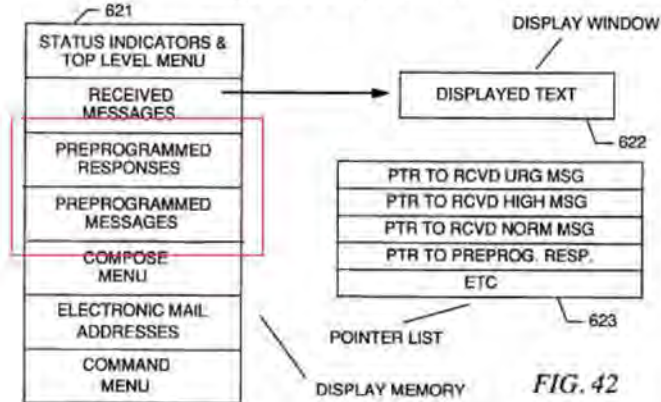 621
STATUS INDICATORS &
TOP LEVEL MENU
RECEIVED
MESSAGES
PREPROGRAMMED
RESPONSES
PREPROGRAMMED
MESSAGES
COMPOSE
MENU
ELECTRONIC MAIL
ADDRESSES
COMMAND
MENU
DISPLAY WINDOW
DISPLAYED TEXT
622
PTR TO RCVD URG MSG
PTR TO RCVD HIGH MSG
PTR TO RCVD NORM MSG
PTR TO PREPROG. RESP.
ETC
623
POINTER LIST
DISPLAY MEMORY
FIG. 42